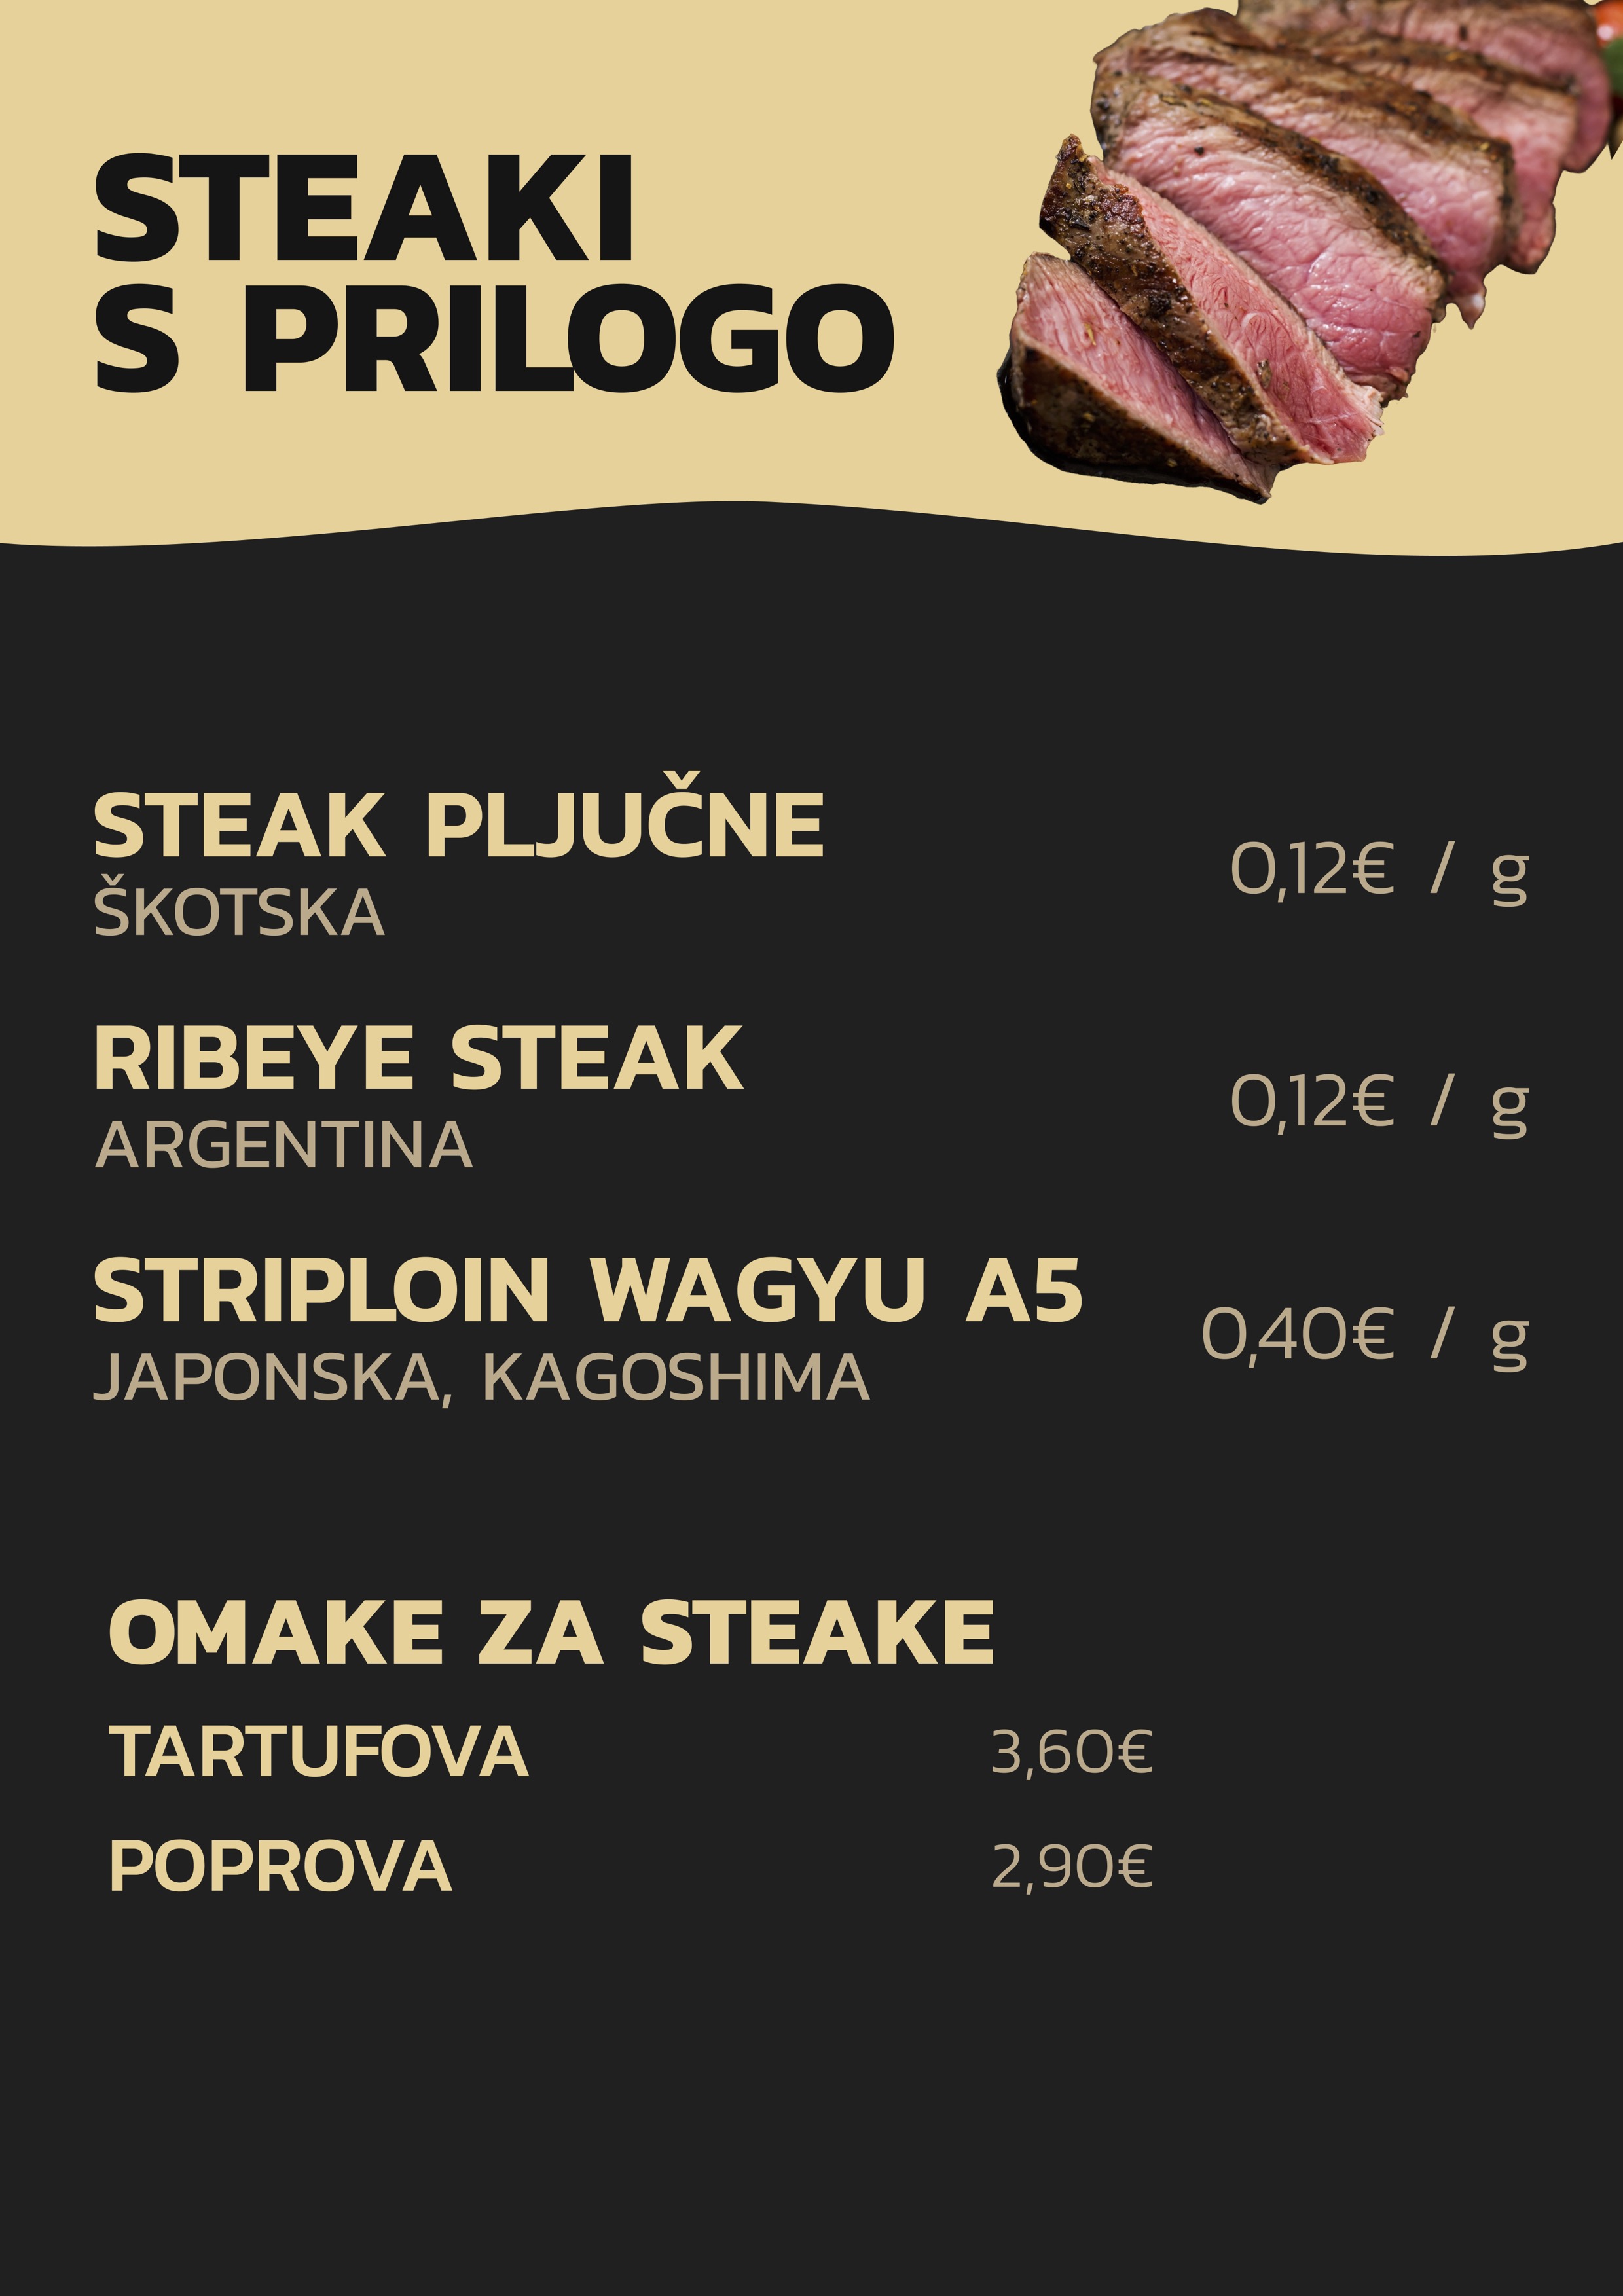 STEAKI
S PRILOGO
STEAK PLJUČNE
ŠKOTSKA
0,12€ / g
RIBEYE STEAK
ARGENTINA
0,12€ / g
STRIPLOIN WAGYU A5
JAPONSKA, KAGOSHIMA
0,40€ / g
OMAKE ZA STEAKE
TARTUFOVA 3,60€
POPROVA 2,90€